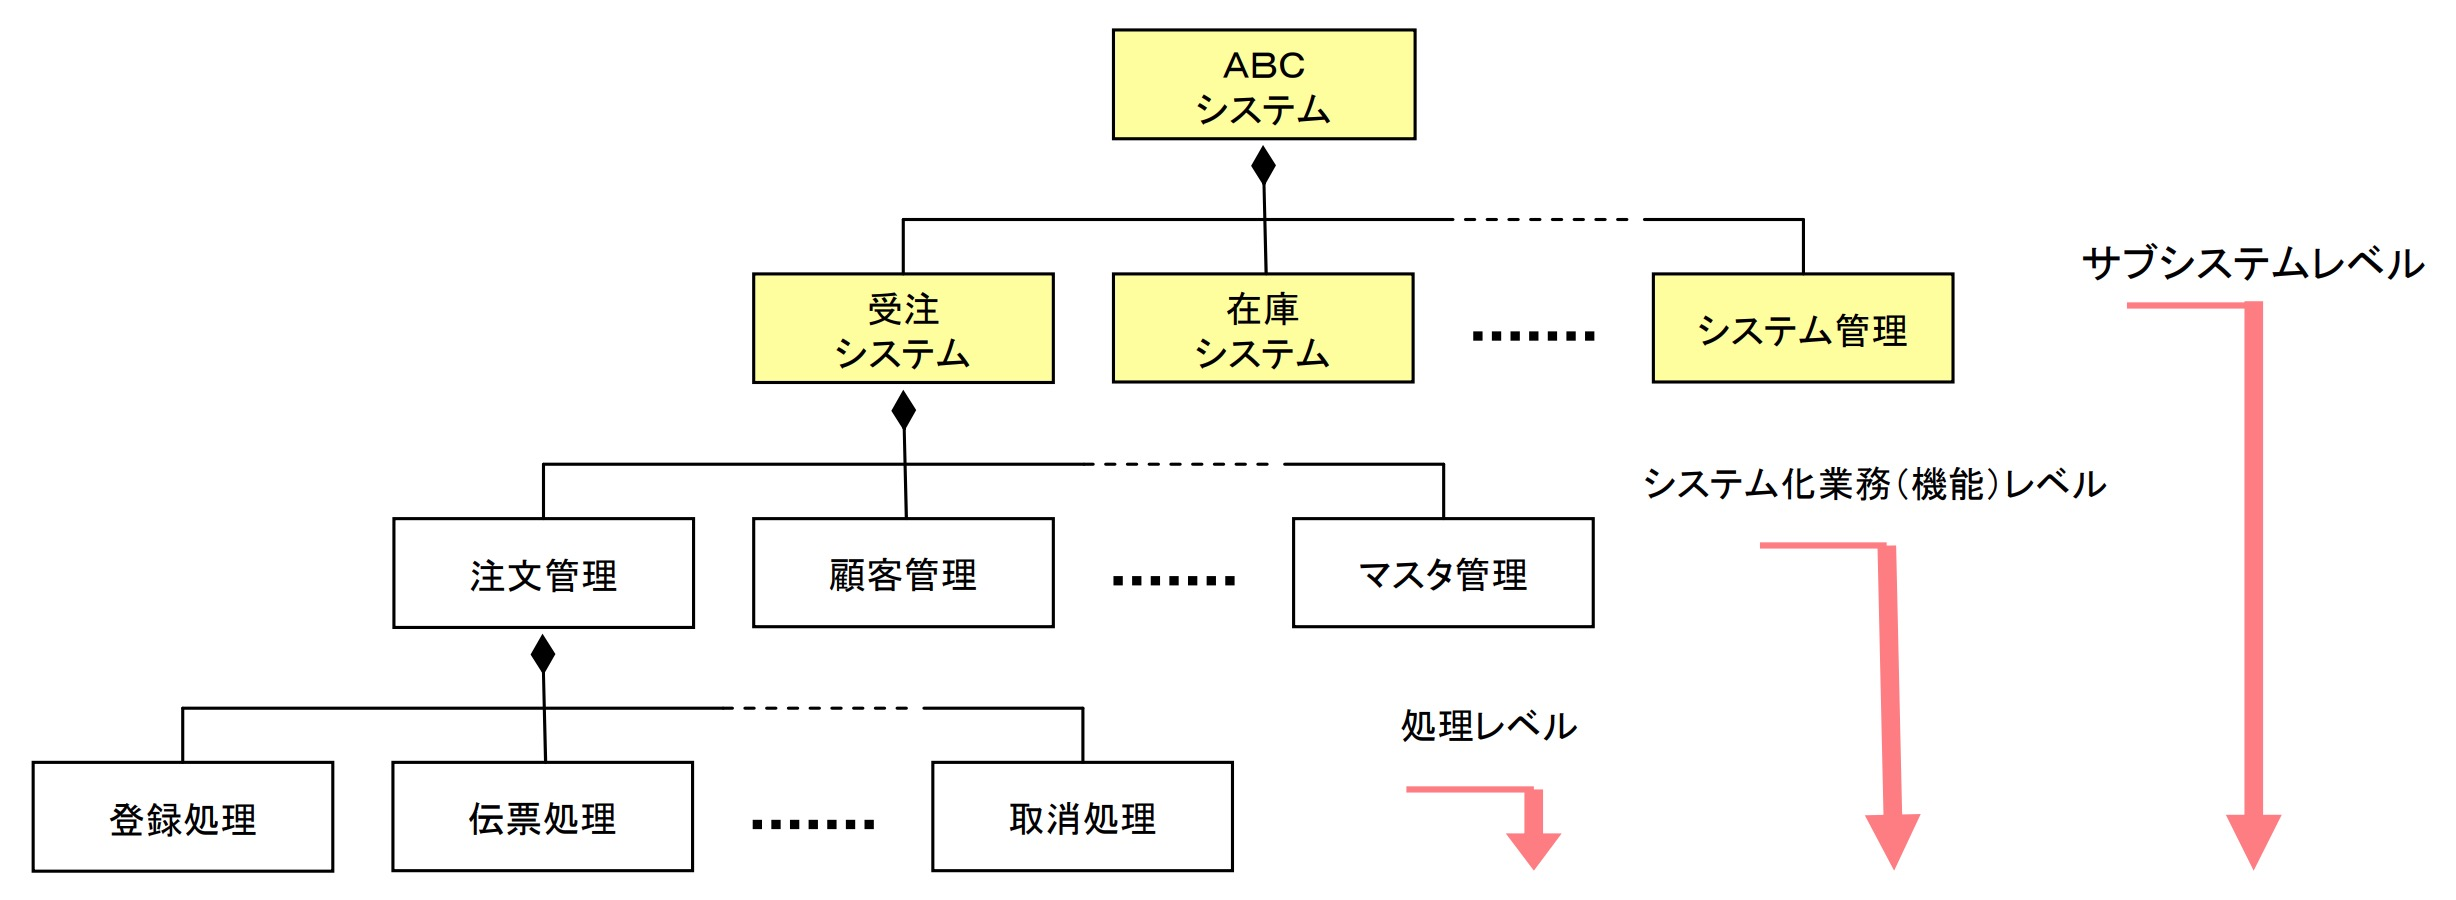 ABC
システム
サブシステムレベル
受注
システム
在庫
システム
システム管理
システム化業務(機能)レベル
注文管理
顧客管理
マスタ管理
処理レベル
登録処理
伝票処理
取消処理